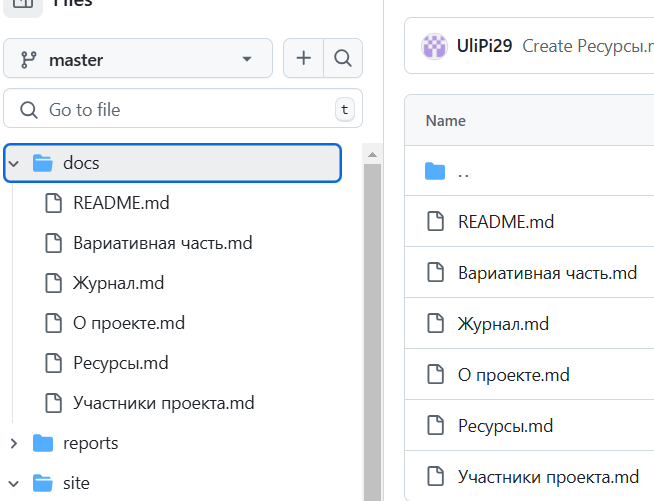 Files
master
Go to file
t
docs
README.md
Вариативная часть.md
Журнал.md
О проекте.md
Ресурсы.md
Участники проекта.md
reports
site
UliPi29 Create Ресурсы.m
Name
..
README.md
Вариативная часть.md
Журнал.md
О проекте.md
Ресурсы.md
Участники проекта.md